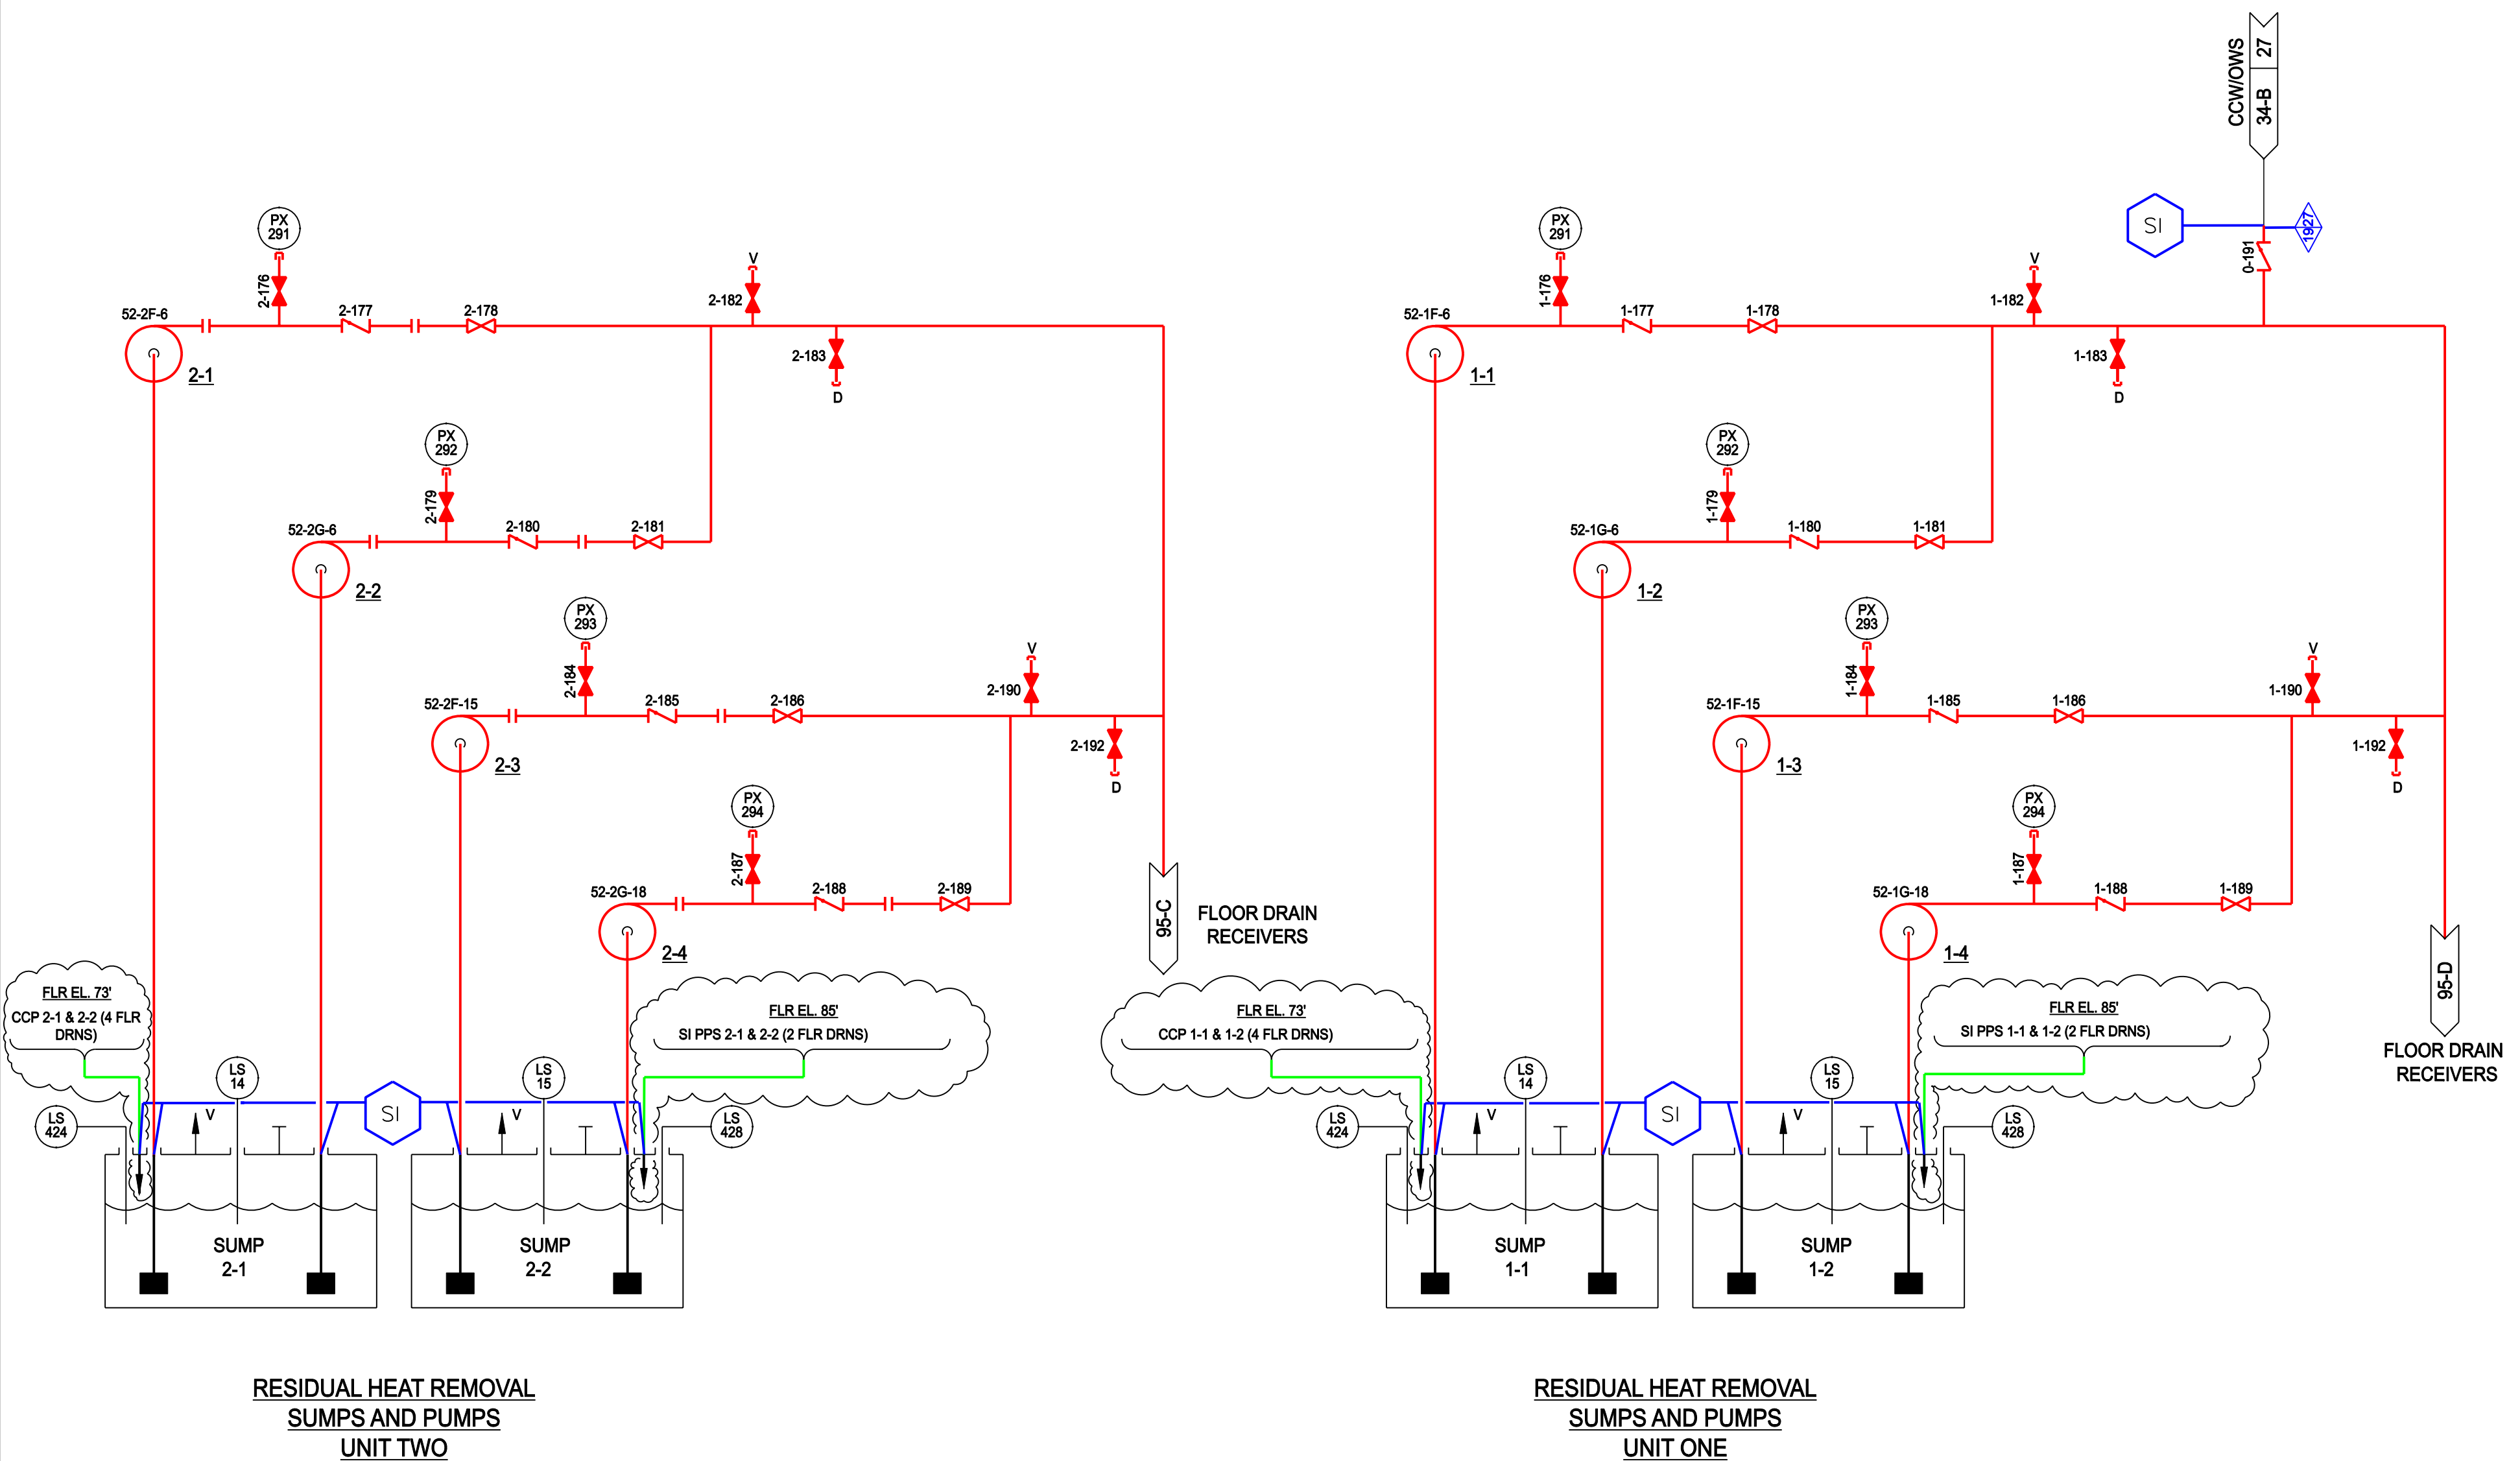 CCW/OWS
34-B 27
SI
1927
0-191
PX
291
2-176
52-2F-6
2-177
2-178
V
2-182
2-183
D
2-1
PX
292
2-179
52-2G-6
2-180
2-181
2-2
PX
293
2-184
52-2F-15
2-185
2-186
V
2-190
2-192
D
2-3
PX
294
2-187
52-2G-18
2-188
2-189
2-4
95-C
FLOOR DRAIN
RECEIVERS
FLR EL. 73'
CCP 2-1 & 2-2 (4 FLR
DRNS)
FLR EL. 85'
SI PPS 2-1 & 2-2 (2 FLR DRNS)
LS
14
LS
15
LS
424
LS
428
V
SI
V
SUMP
2-1
SUMP
2-2
RESIDUAL HEAT REMOVAL
SUMPS AND PUMPS
UNIT TWO
PX
291
1-176
52-1F-6
1-177
1-178
V
1-182
1-183
D
1-1
PX
292
1-179
52-1G-6
1-180
1-181
1-2
PX
293
1-184
52-1F-15
1-185
1-186
V
1-190
1-192
D
1-3
PX
294
1-187
52-1G-18
1-188
1-189
1-4
95-D
FLOOR DRAIN
RECEIVERS
FLR EL. 73'
CCP 1-1 & 1-2 (4 FLR DRNS)
FLR EL. 85'
SI PPS 1-1 & 1-2 (2 FLR DRNS)
LS
14
LS
15
LS
424
LS
428
V
SI
V
SUMP
1-1
SUMP
1-2
RESIDUAL HEAT REMOVAL
SUMPS AND PUMPS
UNIT ONE